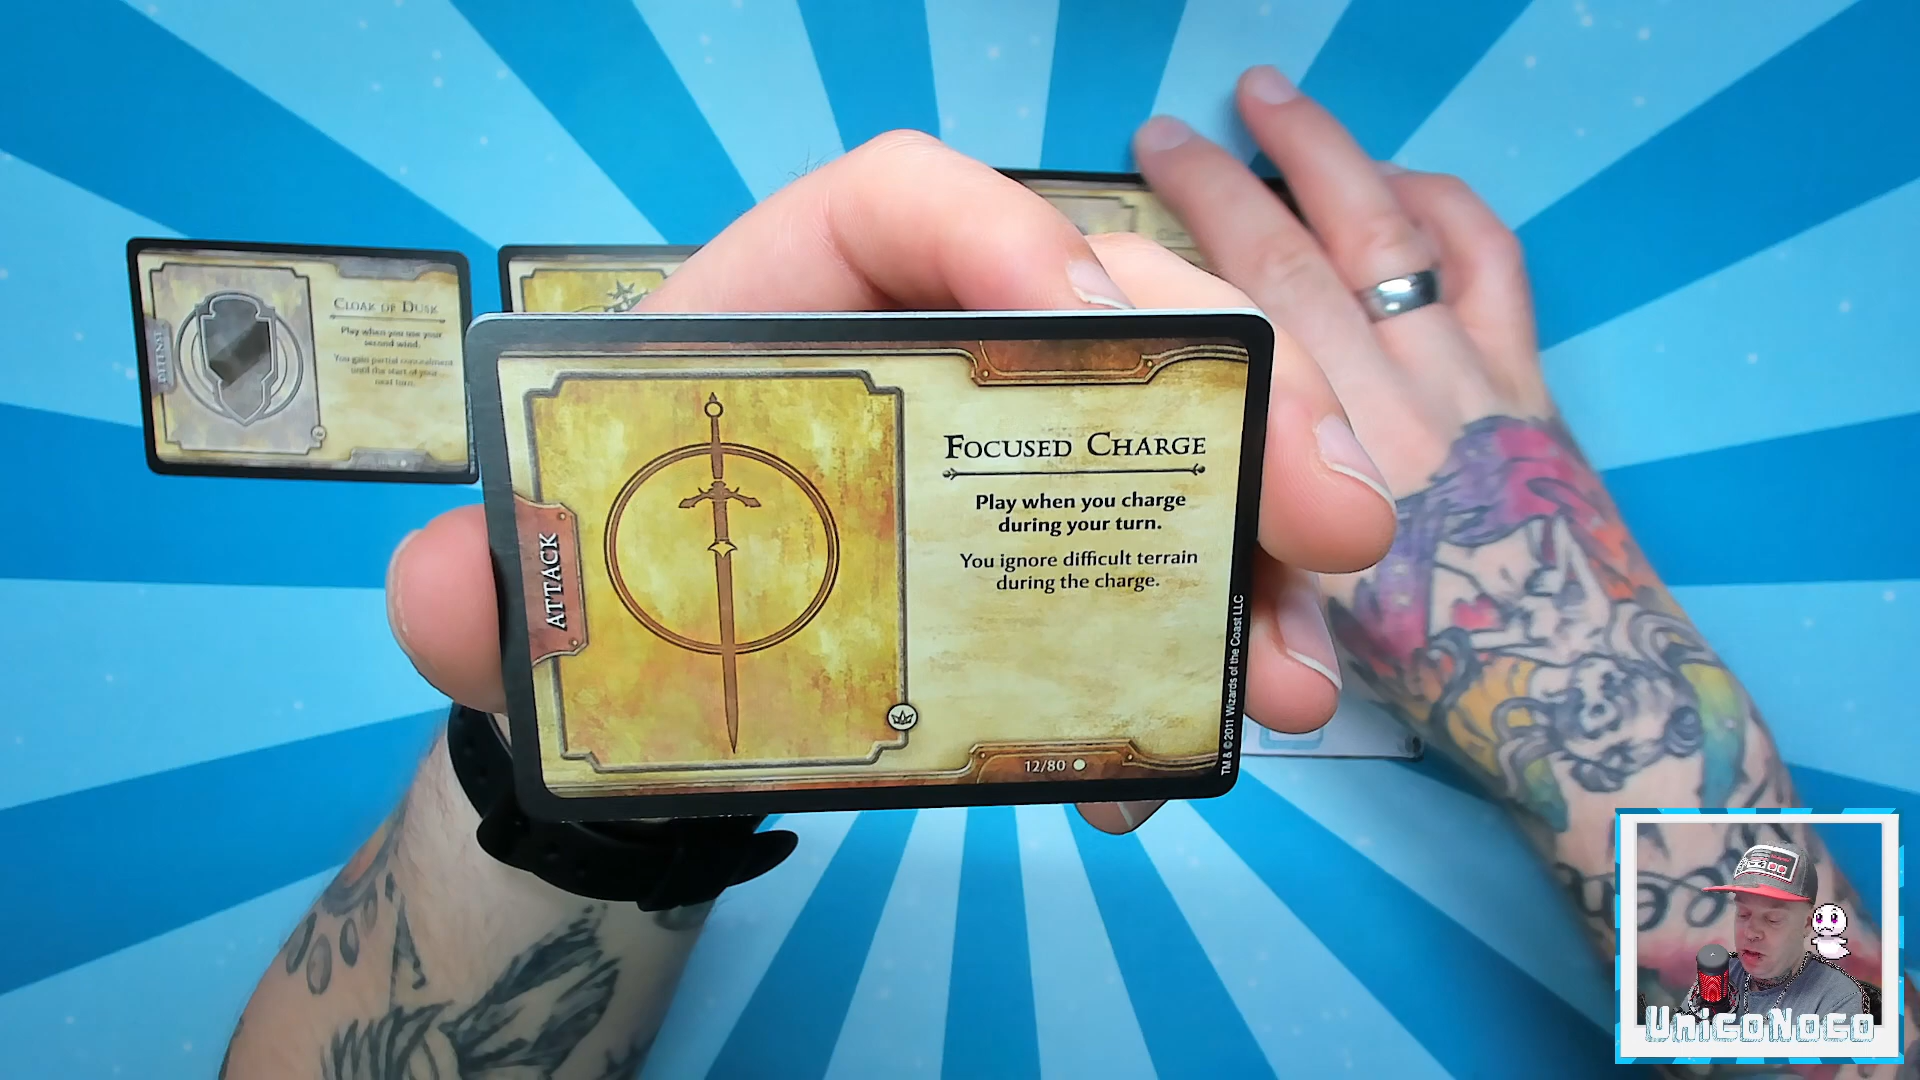 CLOAK OF DUSK
Play when you use your
second wind.
You gain partial concealment
until the start of your
next turn.
DEFENSE
ATTACK
FOCUSED CHARGE
Play when you charge
during your turn.
You ignore difficult terrain
during the charge.
12/80
TM & © 2011 Wizards of the Coast LLC
UnicoNogo